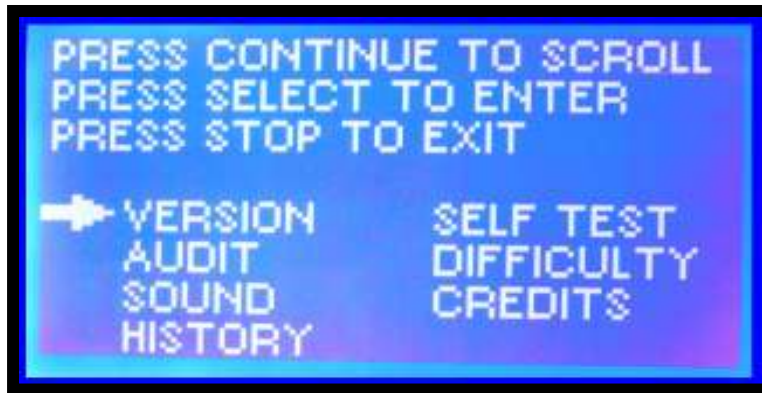 PRESS CONTINUE TO SCROLL
PRESS SELECT TO ENTER
PRESS STOP TO EXIT
VERSION
AUDIT
SOUND
HISTORY
SELF TEST
DIFFICULTY
CREDITS